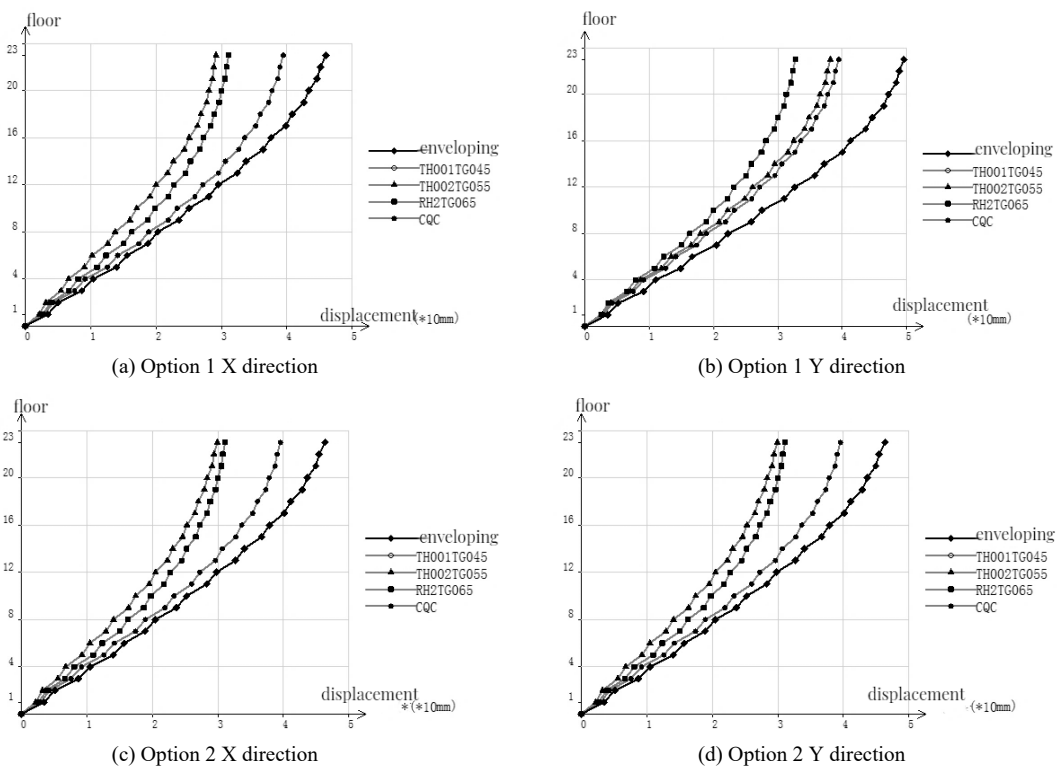 floor
23
20
16
12
8
4
1
0 1 2 3 4 5
displacement (*10mm)
enveloping
TH001TG045
TH002TG055
RH2TG065
CQC
(a) Option 1 X direction
floor
23
20
16
12
8
4
1
0 1 2 3 4 5
displacement
(*10mm)
enveloping
TH001TG045
TH002TG055
RH2TG065
CQC
(b) Option 1 Y direction
floor
23
20
16
12
8
4
1
0 1 2 3 4 5
displacement
*(*10mm)
enveloping
TH001TG045
TH002TG055
RH2TG065
CQC
(c) Option 2 X direction
floor
23
20
16
12
8
4
1
0 1 2 3 4 5
displacement
(*10mm)
enveloping
TH001TG045
TH002TG055
RH2TG065
CQC
(d) Option 2 Y direction